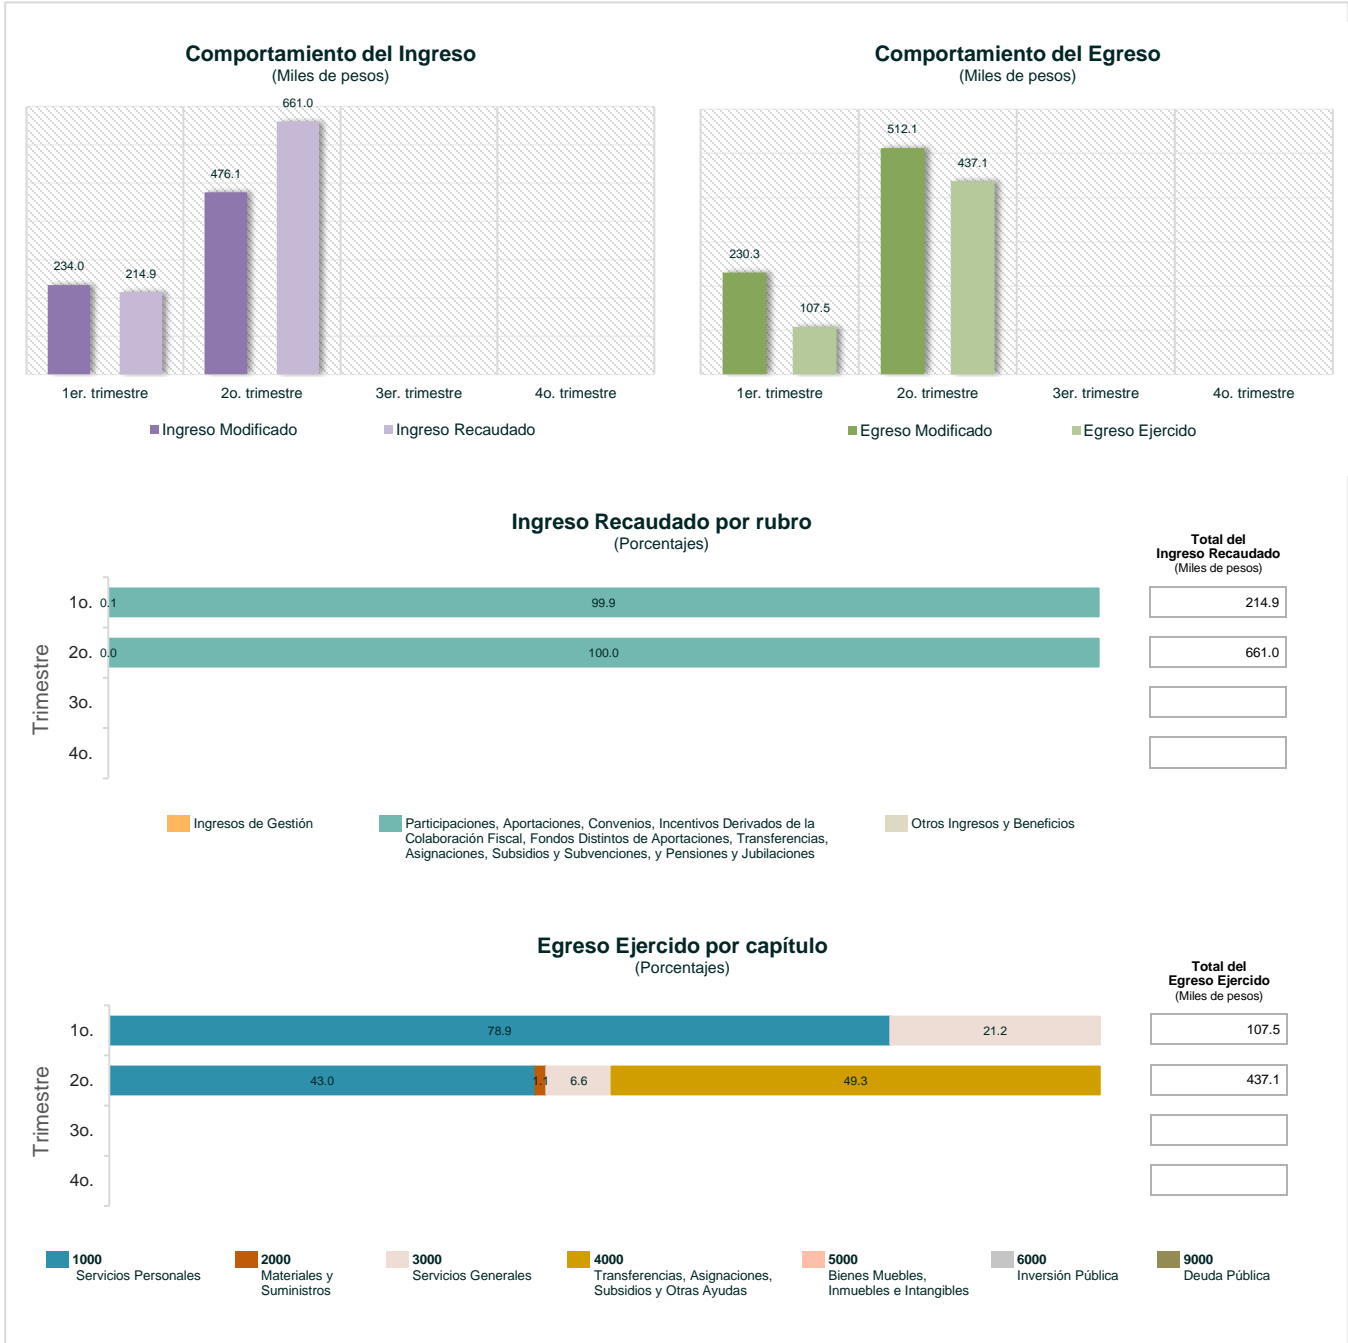 Comportamiento del Ingreso
(Miles de pesos)
661.0
476.1
234.0
214.9
1er. trimestre
2o. trimestre
3er. trimestre
4o. trimestre
Ingreso Modificado
Ingreso Recaudado
Comportamiento del Egreso
(Miles de pesos)
512.1
437.1
230.3
107.5
1er. trimestre
2o. trimestre
3er. trimestre
4o. trimestre
Egreso Modificado
Egreso Ejercido
Ingreso Recaudado por rubro
(Porcentajes)
Total del
Ingreso Recaudado
(Miles de pesos)
Trimestre
1o.
0.1
99.9
214.9
2o.
0.0
100.0
661.0
3o.
4o.
Ingresos de Gestión
Participaciones, Aportaciones, Convenios, Incentivos Derivados de la
Colaboración Fiscal, Fondos Distintos de Aportaciones, Transferencias,
Asignaciones, Subsidios y Subvenciones, y Pensiones y Jubilaciones
Otros Ingresos y Beneficios
Egreso Ejercido por capítulo
(Porcentajes)
Total del
Egreso Ejercido
(Miles de pesos)
Trimestre
1o.
78.9
21.2
107.5
2o.
43.0
1.1
6.6
49.3
437.1
3o.
4o.
1000
Servicios Personales
2000
Materiales y
Suministros
3000
Servicios Generales
4000
Transferencias, Asignaciones,
Subsidios y Otras Ayudas
5000
Bienes Muebles,
Inmuebles e Intangibles
6000
Inversión Pública
9000
Deuda Pública